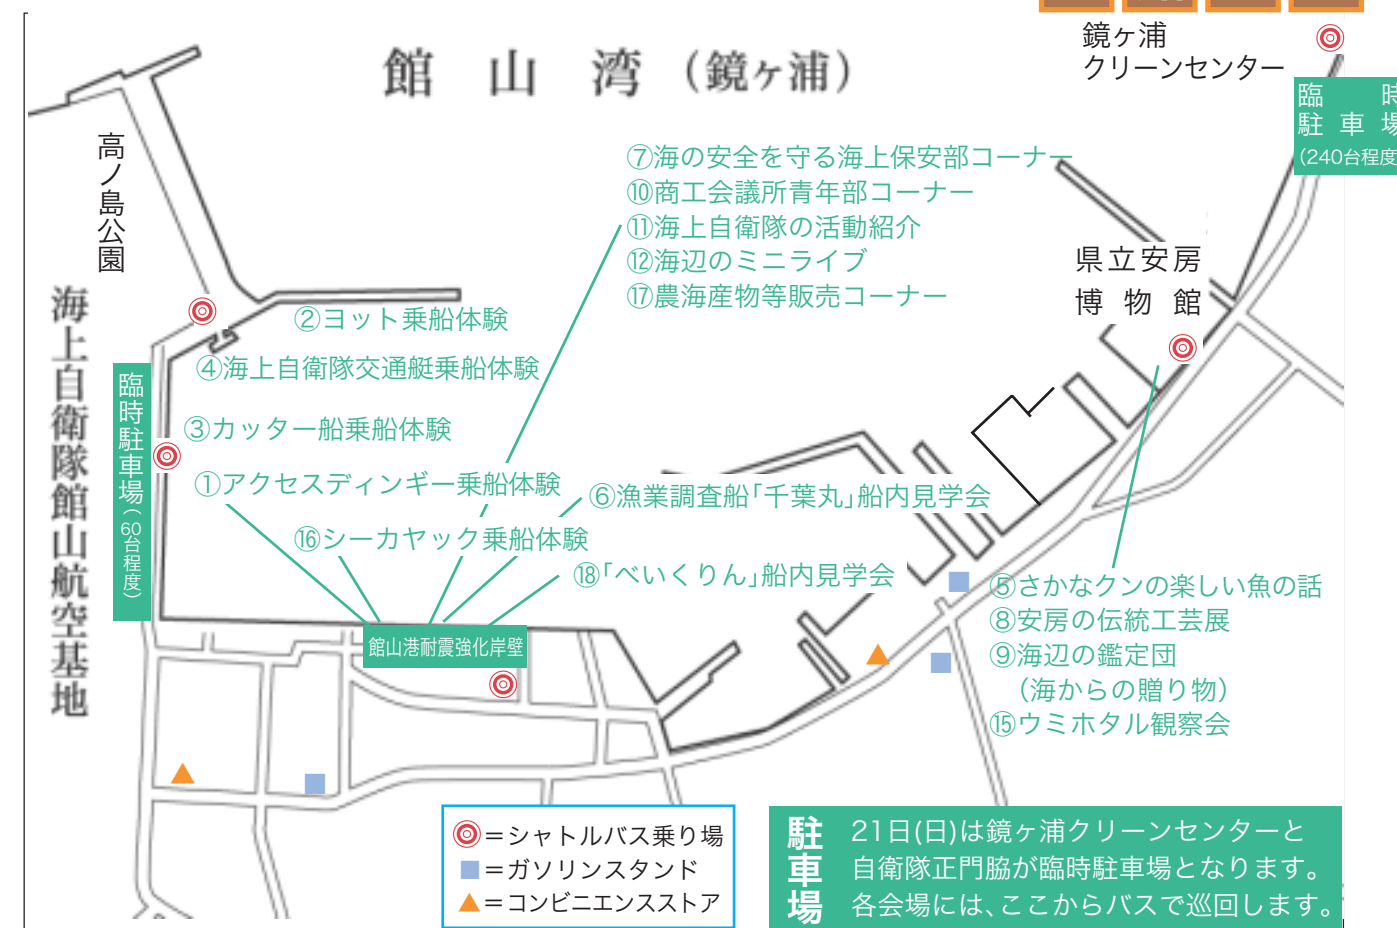 鏡ヶ浦
クリーンセンター
館山湾（鏡ヶ浦）
臨時
駐車場
(240台程度
高ノ島公園
⑦海の安全を守る海上保安部コーナー
⑩商工会議所青年部コーナー
⑪海上自衛隊の活動紹介
⑫海辺のミニライブ
⑰農海産物等販売コーナー
県立安房
博物館
海上自衛隊館山航空基地
②ヨット乗船体験
④海上自衛隊交通艇乗船体験
臨時駐車場（60台程度）
③カッター船乗船体験
①アクセスディンギー乗船体験
⑥漁業調査船「千葉丸」船内見学会
⑯シーカヤック乗船体験
⑱「べいくりん」船内見学会
館山港耐震強化岸壁
⑤さかなクンの楽しい魚の話
⑧安房の伝統工芸展
⑨海辺の鑑定団
（海からの贈り物）
⑮ウミホタル観察会
＝シャトルバス乗り場
＝ガソリンスタンド
＝コンビニエンスストア
駐車場
21日(日)は鏡ヶ浦クリーンセンターと
自衛隊正門脇が臨時駐車場となります。
各会場には、ここからバスで巡回します。